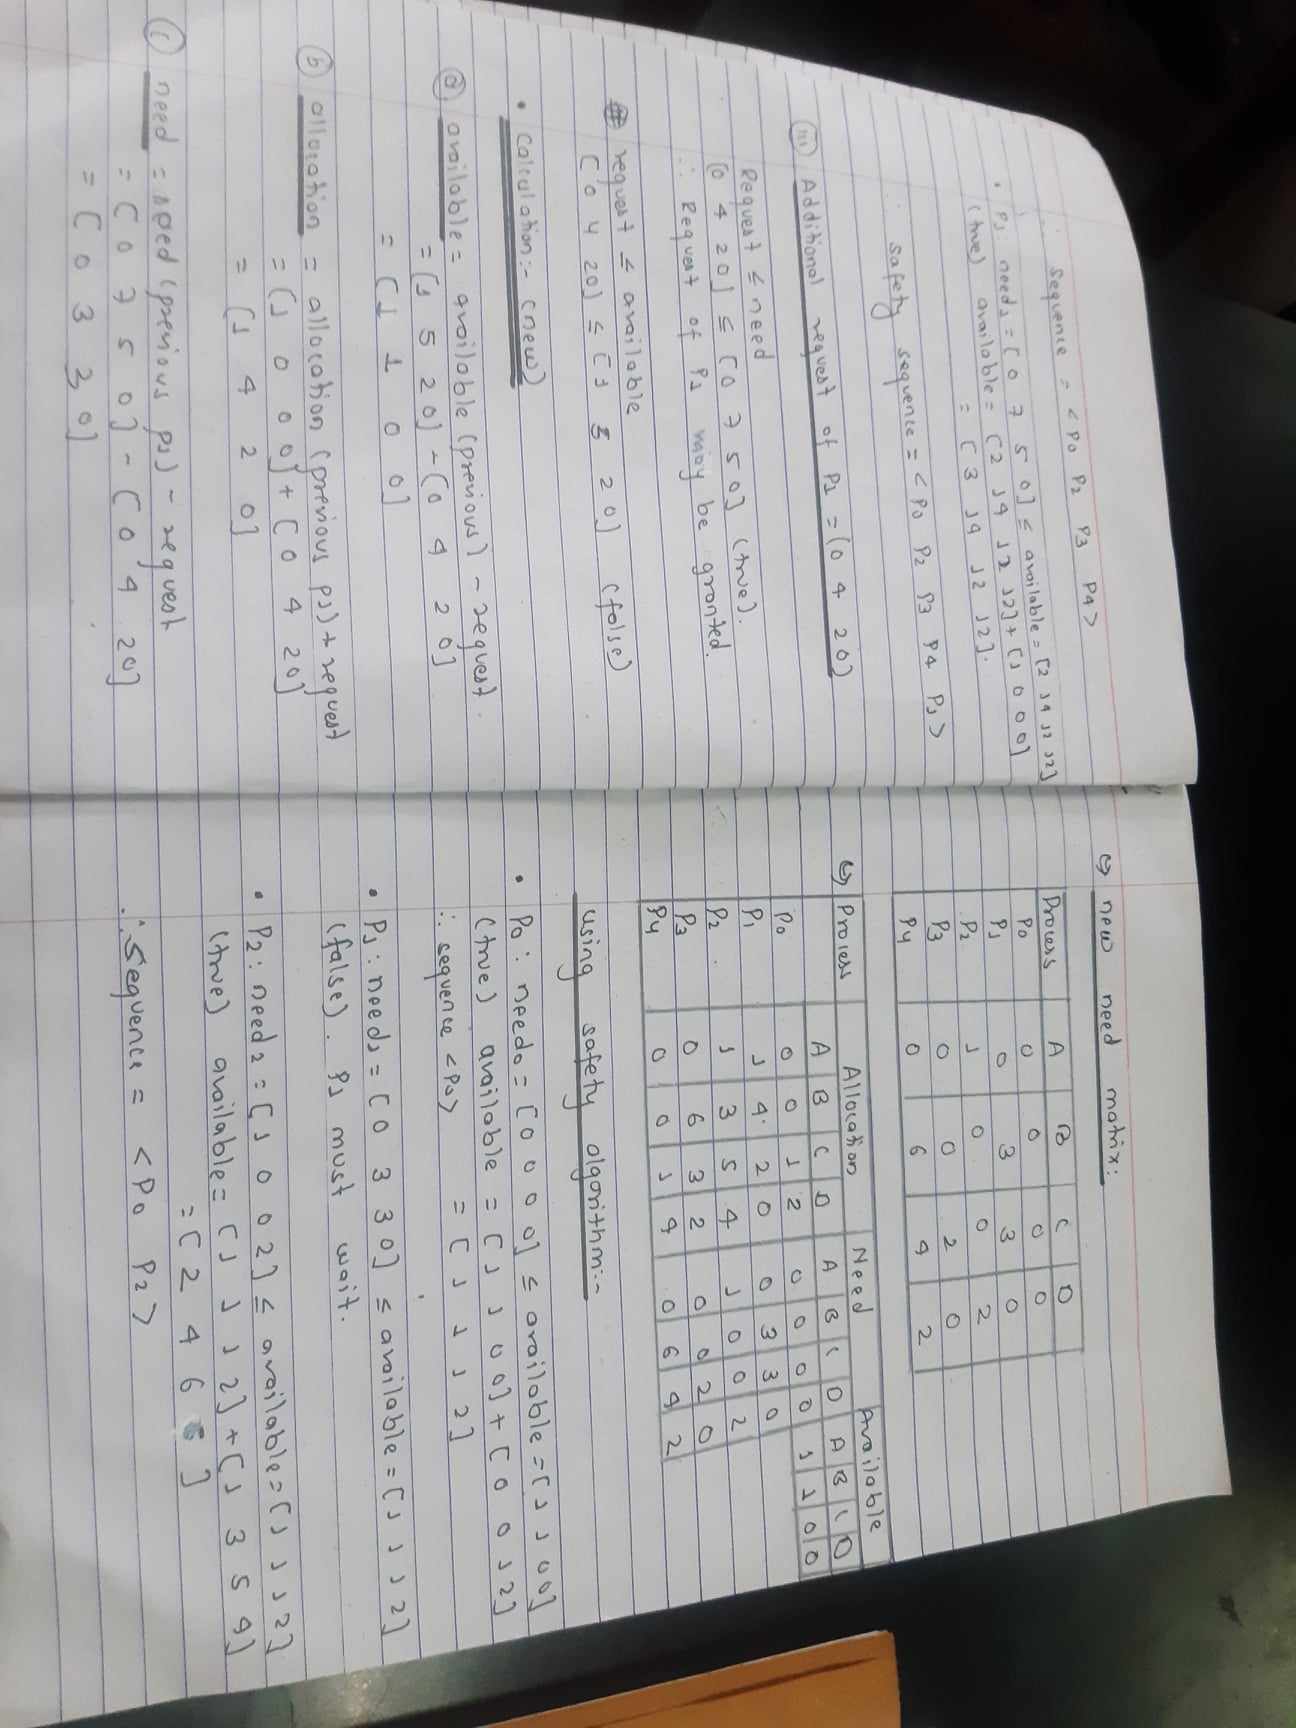 ∴ sequence = < P0 P2 P3 P4 >
• P1: need1 = [0 7 5 0] ≤ available = [2 14 12 12]
(true) available = [2 14 12 12] + [1 0 0 0]
= [3 14 12 12].
∴ safety sequence = < P0 P2 P3 P4 P1 >
(iii) Additional request of P1 = (0 4 2 0)
Request ≤ need
[0 4 2 0] ≤ [0 7 5 0] (true).
∴ Request of P1 may be granted.
request ≤ available
[0 4 2 0] ≤ [1 5 2 0] (false)
• Calculation:- (new)
(a) available = available (previous) - request.
= [1 5 2 0] - [0 4 2 0]
= [1 1 0 0]
(b) allocation = allocation (previous P1) + request
= [1 0 0 0] + [0 4 2 0]
= [1 4 2 0]
(c) need = need (previous P1) - request
= [0 7 5 0] - [0 4 2 0]
= [0 3 3 0]
↪ new need matrix:
Process A B C D
P0 0 0 0 0
P1 0 3 3 0
P2 1 0 0 2
P3 0 0 2 0
P4 0 6 4 2
↪ Process Allocation Need Available
A B C D A B C D A B C D
P0 0 0 1 2 0 0 0 0 1 1 0 0
P1 1 4 2 0 0 3 3 0
P2 1 3 5 4 1 0 0 2
P3 0 6 3 2 0 0 2 0
P4 0 0 1 4 0 6 4 2
using safety algorithm:-
• P0: need0 = [0 0 0 0] ≤ available = [1 1 0 0]
(true) available = [1 1 0 0] + [0 0 1 2]
∴ sequence <P0> = [1 1 1 2]
• P1: need1 = [0 3 3 0] ≤ available = [1 1 1 2]
(false). P1 must wait.
• P2: need2 = [1 0 0 2] ≤ available = [1 1 1 2]
(true) available = [1 1 1 2] + [1 3 5 4]
= [2 4 6 6]
∴ sequence = < P0 P2 >